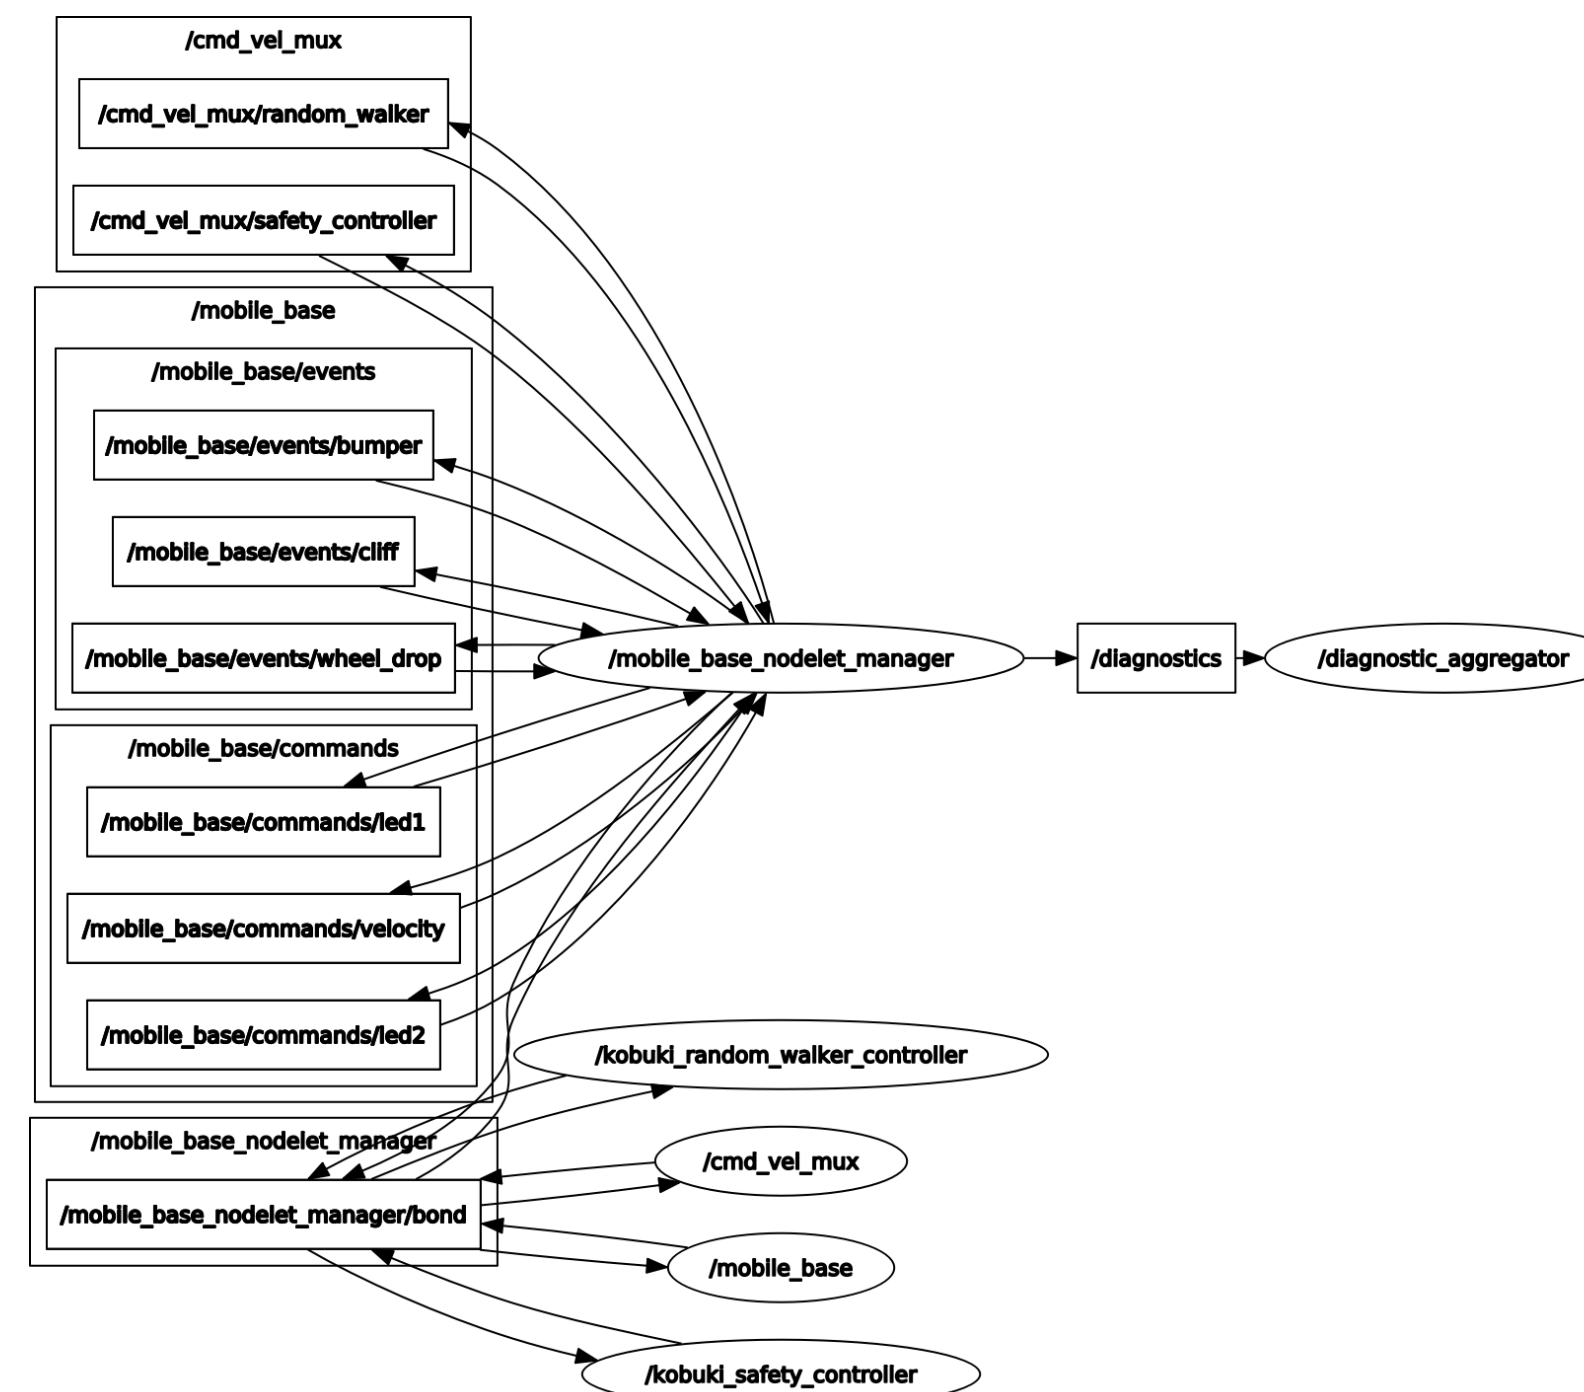 /cmd_vel_mux
/cmd_vel_mux/random_walker
/cmd_vel_mux/safety_controller
/mobile_base
/mobile_base/events
/mobile_base/events/bumper
/mobile_base/events/cliff
/mobile_base/events/wheel_drop
/mobile_base_nodelet_manager
/diagnostics
/diagnostic_aggregator
/mobile_base/commands
/mobile_base/commands/led1
/mobile_base/commands/velocity
/mobile_base/commands/led2
/kobuki_random_walker_controller
/mobile_base_nodelet_manager
/cmd_vel_mux
/mobile_base_nodelet_manager/bond
/mobile_base
/kobuki_safety_controller